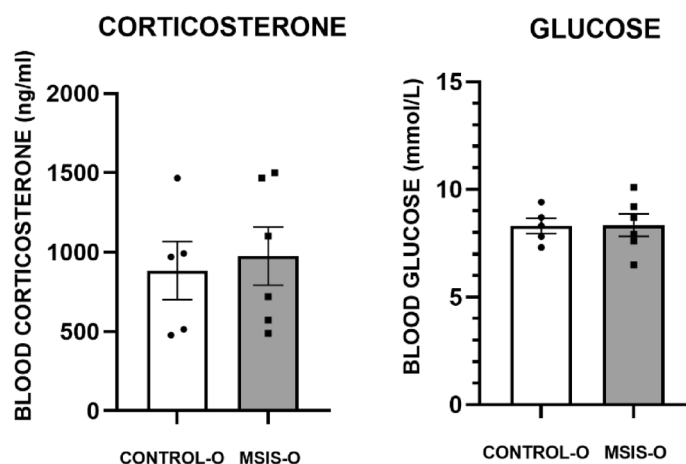 CORTICOSTERONE
BLOOD CORTICOSTERONE (ng/ml)
2000
1500
1000
500
0
CONTROL-O MSIS-O
GLUCOSE
BLOOD GLUCOSE (mmol/L)
15
10
5
0
CONTROL-O MSIS-O